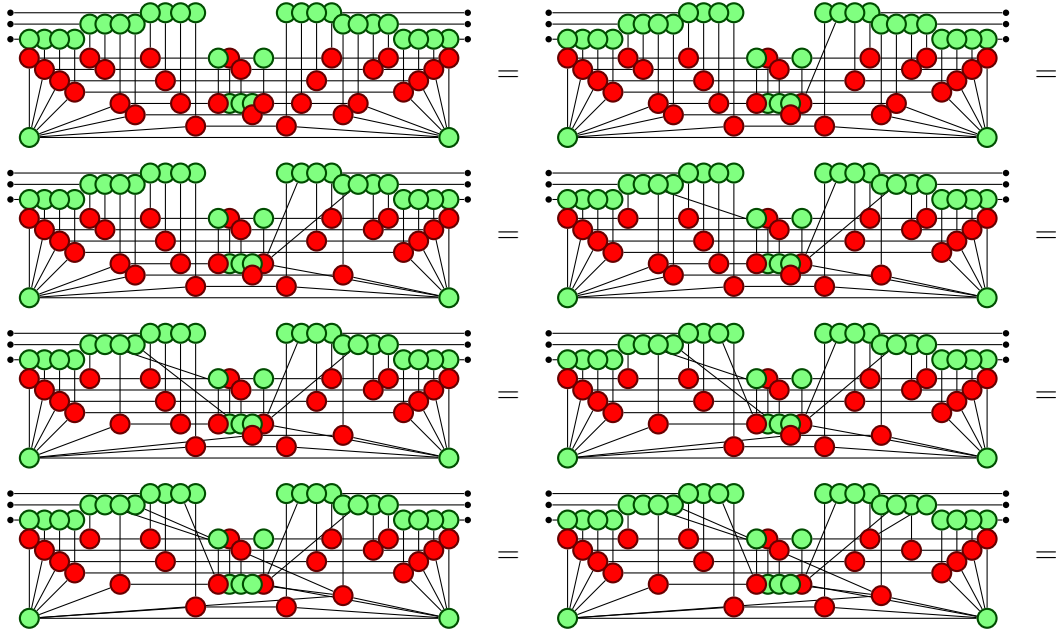 = =
= =
= =
= =